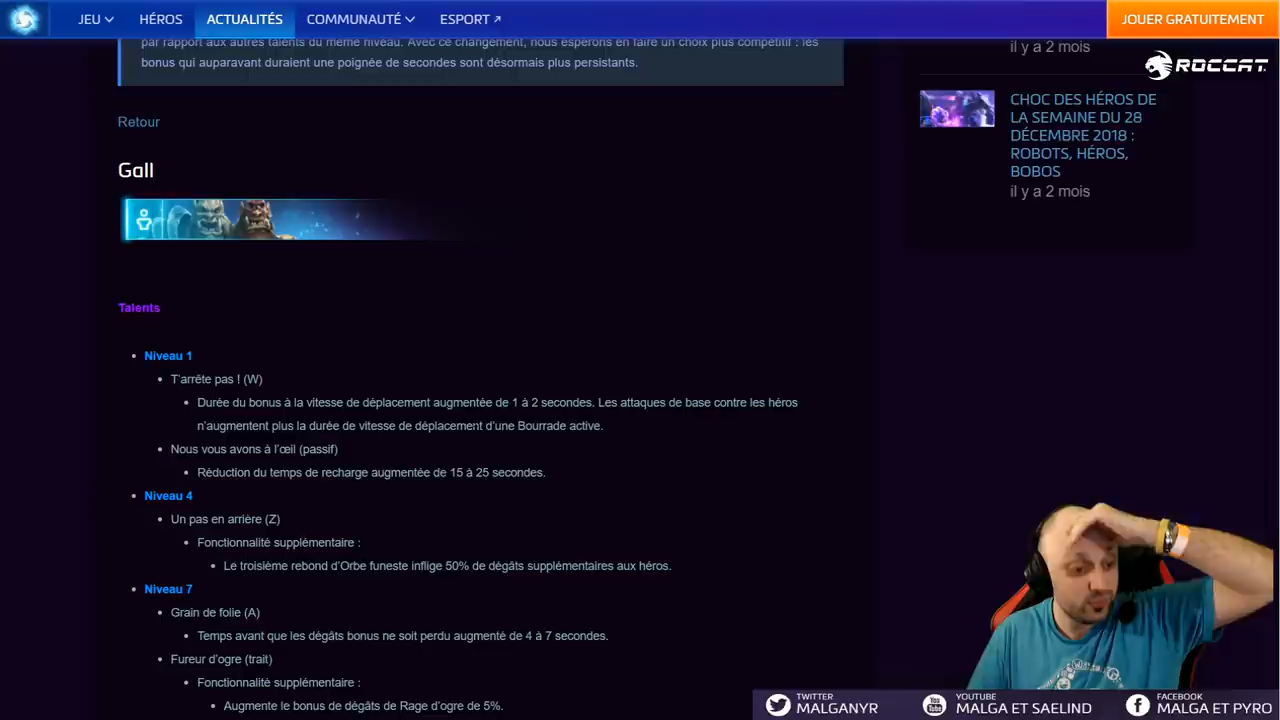 JEU
HÉROS
ACTUALITÉS
COMMUNAUTÉ
ESPORT
JOUER GRATUITEMENT
par rapport aux autres talents du même niveau. Avec ce changement, nous espérons en faire un choix plus compétitif : les
bonus qui auparavant duraient une poignée de secondes sont désormais plus persistants.
il y a 2 mois
ROCCAT
CHOC DES HÉROS DE
LA SEMAINE DU 28
DÉCEMBRE 2018 :
ROBOTS, HÉROS,
BOBOS
il y a 2 mois
Retour
Gall
Talents
Niveau 1
T'arrête pas ! (W)
Durée du bonus à la vitesse de déplacement augmentée de 1 à 2 secondes. Les attaques de base contre les héros
n'augmentent plus la durée de vitesse de déplacement d'une Bourrade active.
Nous vous avons à l'œil (passif)
Réduction du temps de recharge augmentée de 15 à 25 secondes.
Niveau 4
Un pas en arrière (Z)
Fonctionnalité supplémentaire :
Le troisième rebond d'Orbe funeste inflige 50% de dégâts supplémentaires aux héros.
Niveau 7
Grain de folie (A)
Temps avant que les dégâts bonus ne soit perdu augmenté de 4 à 7 secondes.
Fureur d'ogre (trait)
Fonctionnalité supplémentaire :
Augmente le bonus de dégâts de Rage d'ogre de 5%.
TWITTER
MALGANYR
YOUTUBE
MALGA ET SAELIND
FACEBOOK
MALGA ET PYRO